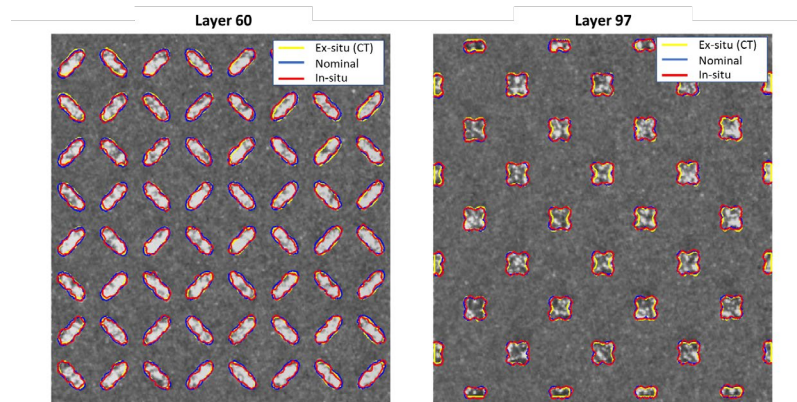 Layer 60
Ex-situ (CT)
Nominal
In-situ
Layer 97
Ex-situ (CT)
Nominal
In-situ